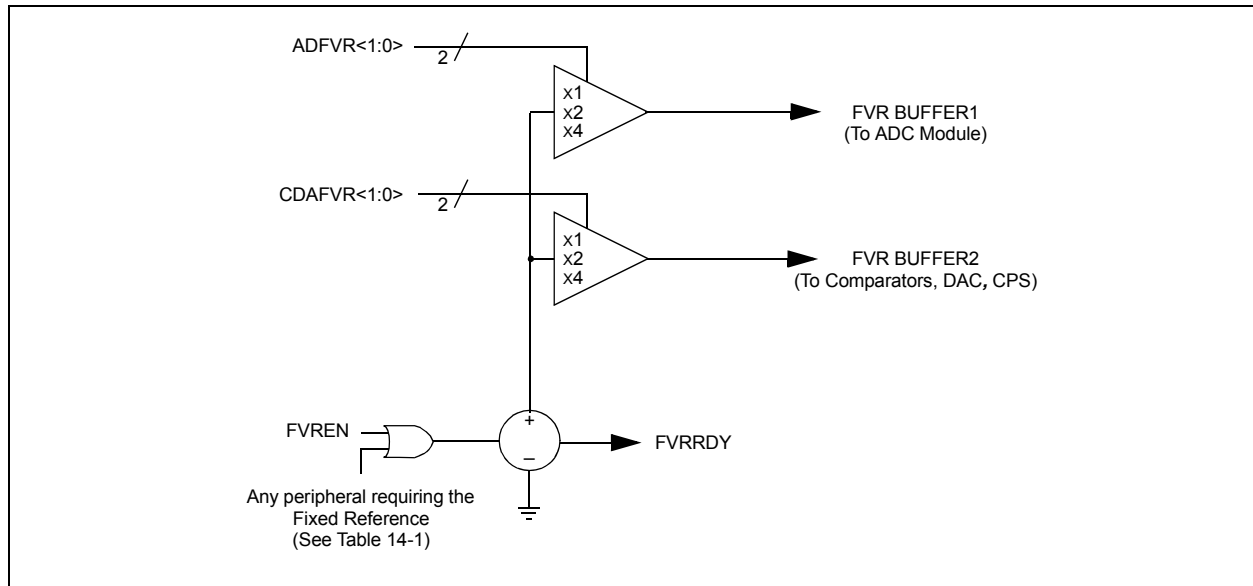 ADFVR<1:0>
2
X1
X2
X4
FVR BUFFER1
(To ADC Module)
CDAFVR<1:0>
2
X1
X2
X4
FVR BUFFER2
(To Comparators, DAC, CPS)
+
FVREN
_
FVRRDY
Any peripheral requiring the
Fixed Reference
(See Table 14-1)